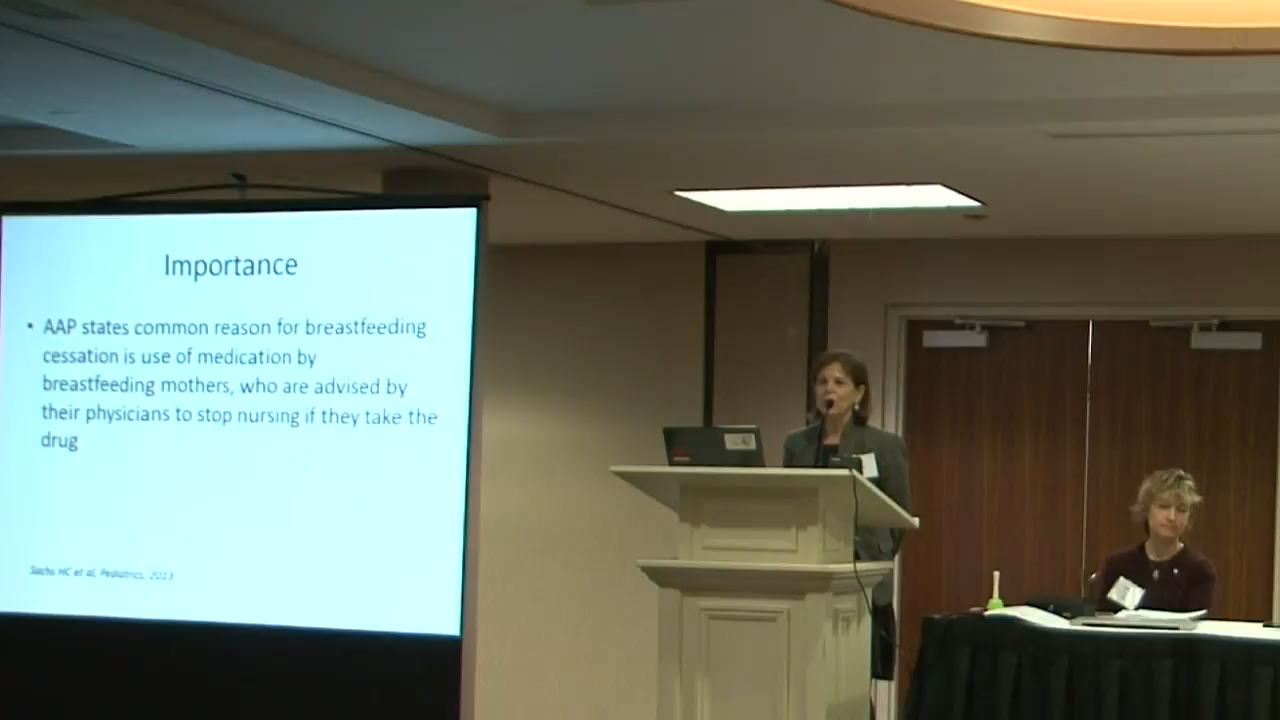 Importance
• AAP states common reason for breastfeeding
cessation is use of medication by
breastfeeding mothers, who are advised by
their physicians to stop nursing if they take the
drug
Sachs HC et al, Pediatrics, 2013